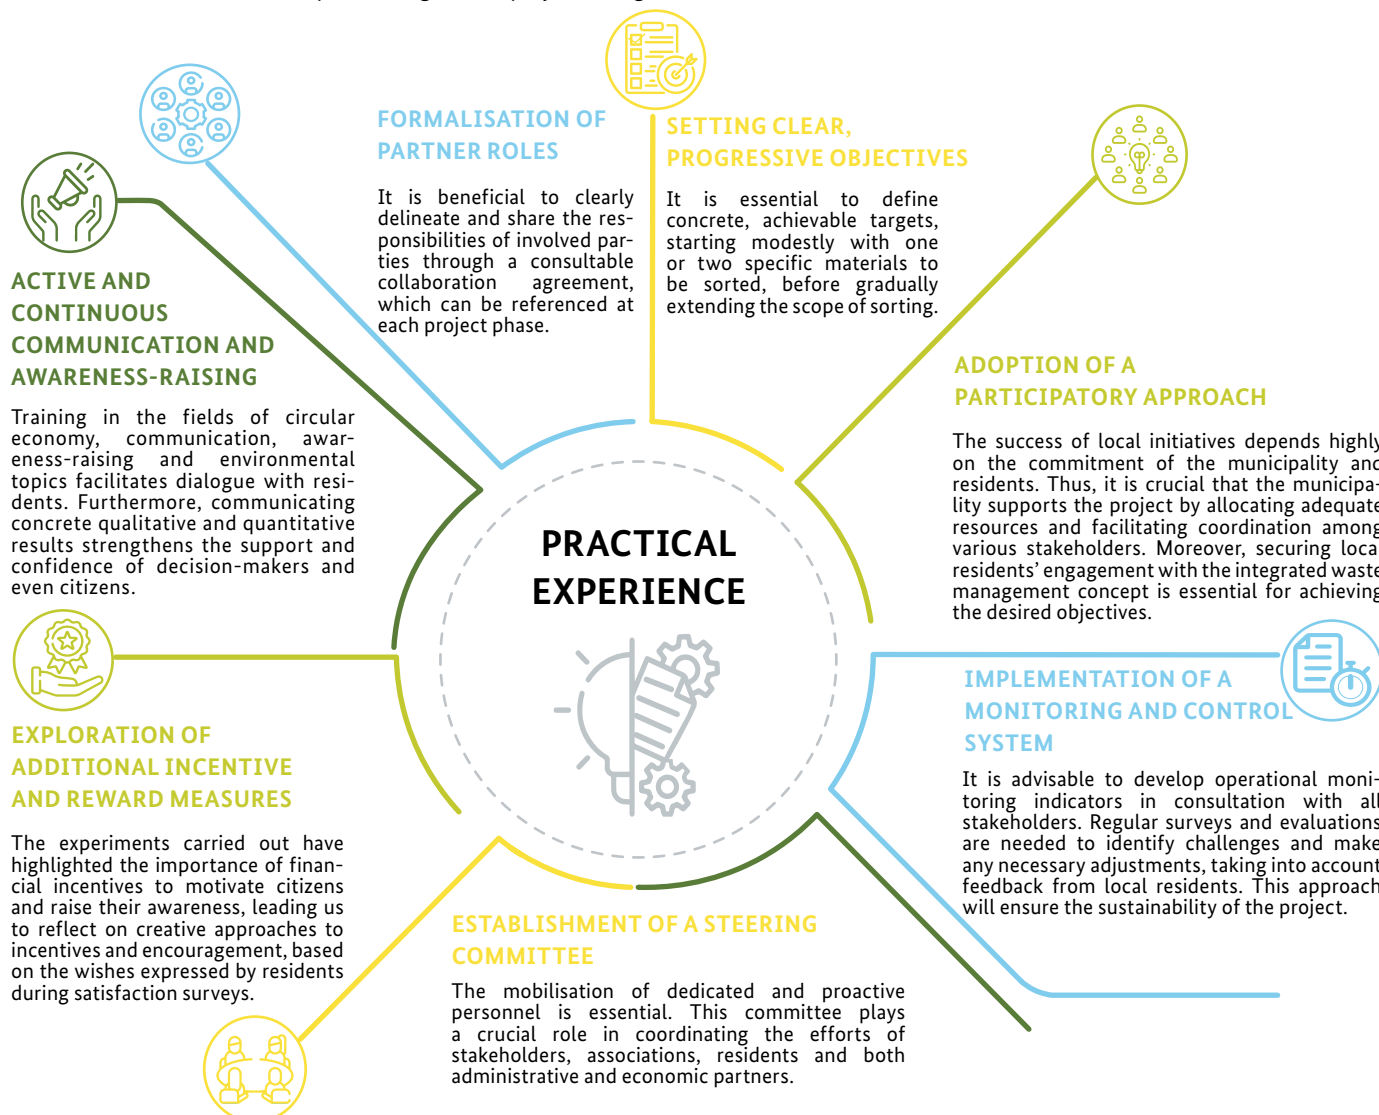 FORMALISATION OF
PARTNER ROLES
It is beneficial to clearly
delineate and share the res-
ponsibilities of involved par-
ties through a consultable
collaboration agreement,
which can be referenced at
each project phase.
SETTING CLEAR,
PROGRESSIVE OBJECTIVES
It is essential to define
concrete, achievable targets,
starting modestly with one
or two specific materials to
be sorted, before gradually
extending the scope of sorting.
ACTIVE AND
CONTINUOUS
COMMUNICATION AND
AWARENESS-RAISING
Training in the fields of circular
economy, communication, awar-
eness-raising and environmental
topics facilitates dialogue with resi-
dents. Furthermore, communicating
concrete qualitative and quantitative
results strengthens the support and
confidence of decision-makers and
even citizens.
ADOPTION OF A
PARTICIPATORY APPROACH
The success of local initiatives depends highly
on the commitment of the municipality and
residents. Thus, it is crucial that the municipa-
lity supports the project by allocating adequate
resources and facilitating coordination among
various stakeholders. Moreover, securing local
residents' engagement with the integrated waste
management concept is essential for achieving
the desired objectives.
PRACTICAL
EXPERIENCE
EXPLORATION OF
ADDITIONAL INCENTIVE
AND REWARD MEASURES
The experiments carried out have
highlighted the importance of finan-
cial incentives to motivate citizens
and raise their awareness, leading us
to reflect on creative approaches to
incentives and encouragement, based
on the wishes expressed by residents
during satisfaction surveys.
IMPLEMENTATION OF A
MONITORING AND CONTROL
SYSTEM
It is advisable to develop operational moni-
toring indicators in consultation with all
stakeholders. Regular surveys and evaluations
are needed to identify challenges and make
any necessary adjustments, taking into account
feedback from local residents. This approach
will ensure the sustainability of the project.
ESTABLISHMENT OF A STEERING
COMMITTEE
The mobilisation of dedicated and proactive
personnel is essential. This committee plays
a crucial role in coordinating the efforts of
stakeholders, associations, residents and both
administrative and economic partners.